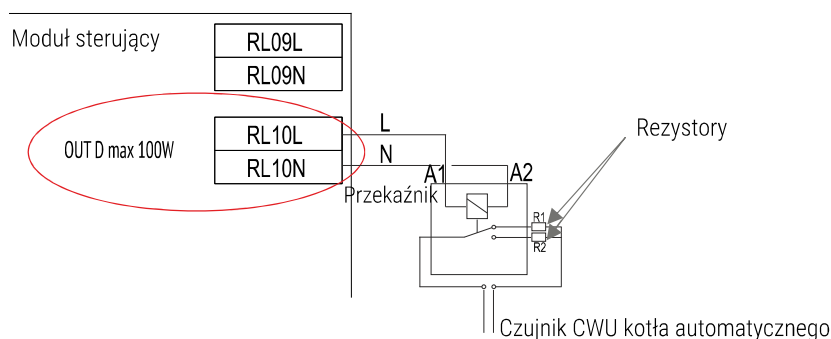 Moduł sterujący
RL09L
RL09N
OUT D max 100W
RL10L
RL10N
L
N
A1
A2
Przekaźnik
R1
R2
Rezystory
Czujnik CWU kotła automatycznego